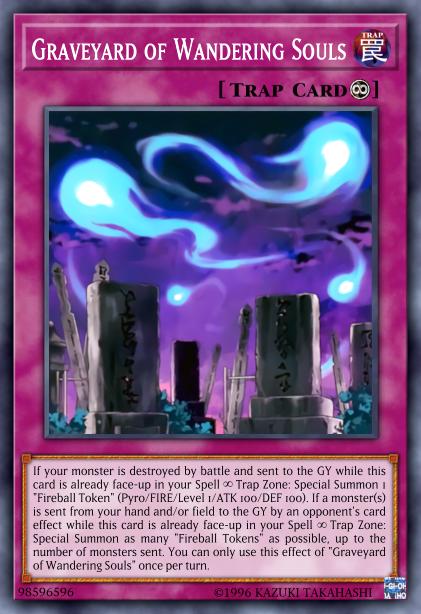 GRAVEYARD OF WANDERING SOULS
TRAP
罠
[TRAP CARD∞]
If your monster is destroyed by battle and sent to the GY while this
card is already face-up in your Spell ∞ Trap Zone: Special Summon 1
"Fireball Token" (Pyro/FIRE/Level 1/ATK 100/DEF 100). If a monster(s)
is sent from your hand and/or field to the GY by an opponent's card
effect while this card is already face-up in your Spell ∞ Trap Zone:
Special Summon as many "Fireball Tokens" as possible, up to the
number of monsters sent. You can only use this effect of "Graveyard
of Wandering Souls" once per turn.
98596596
©1996 KAZUKI TAKAHASHI